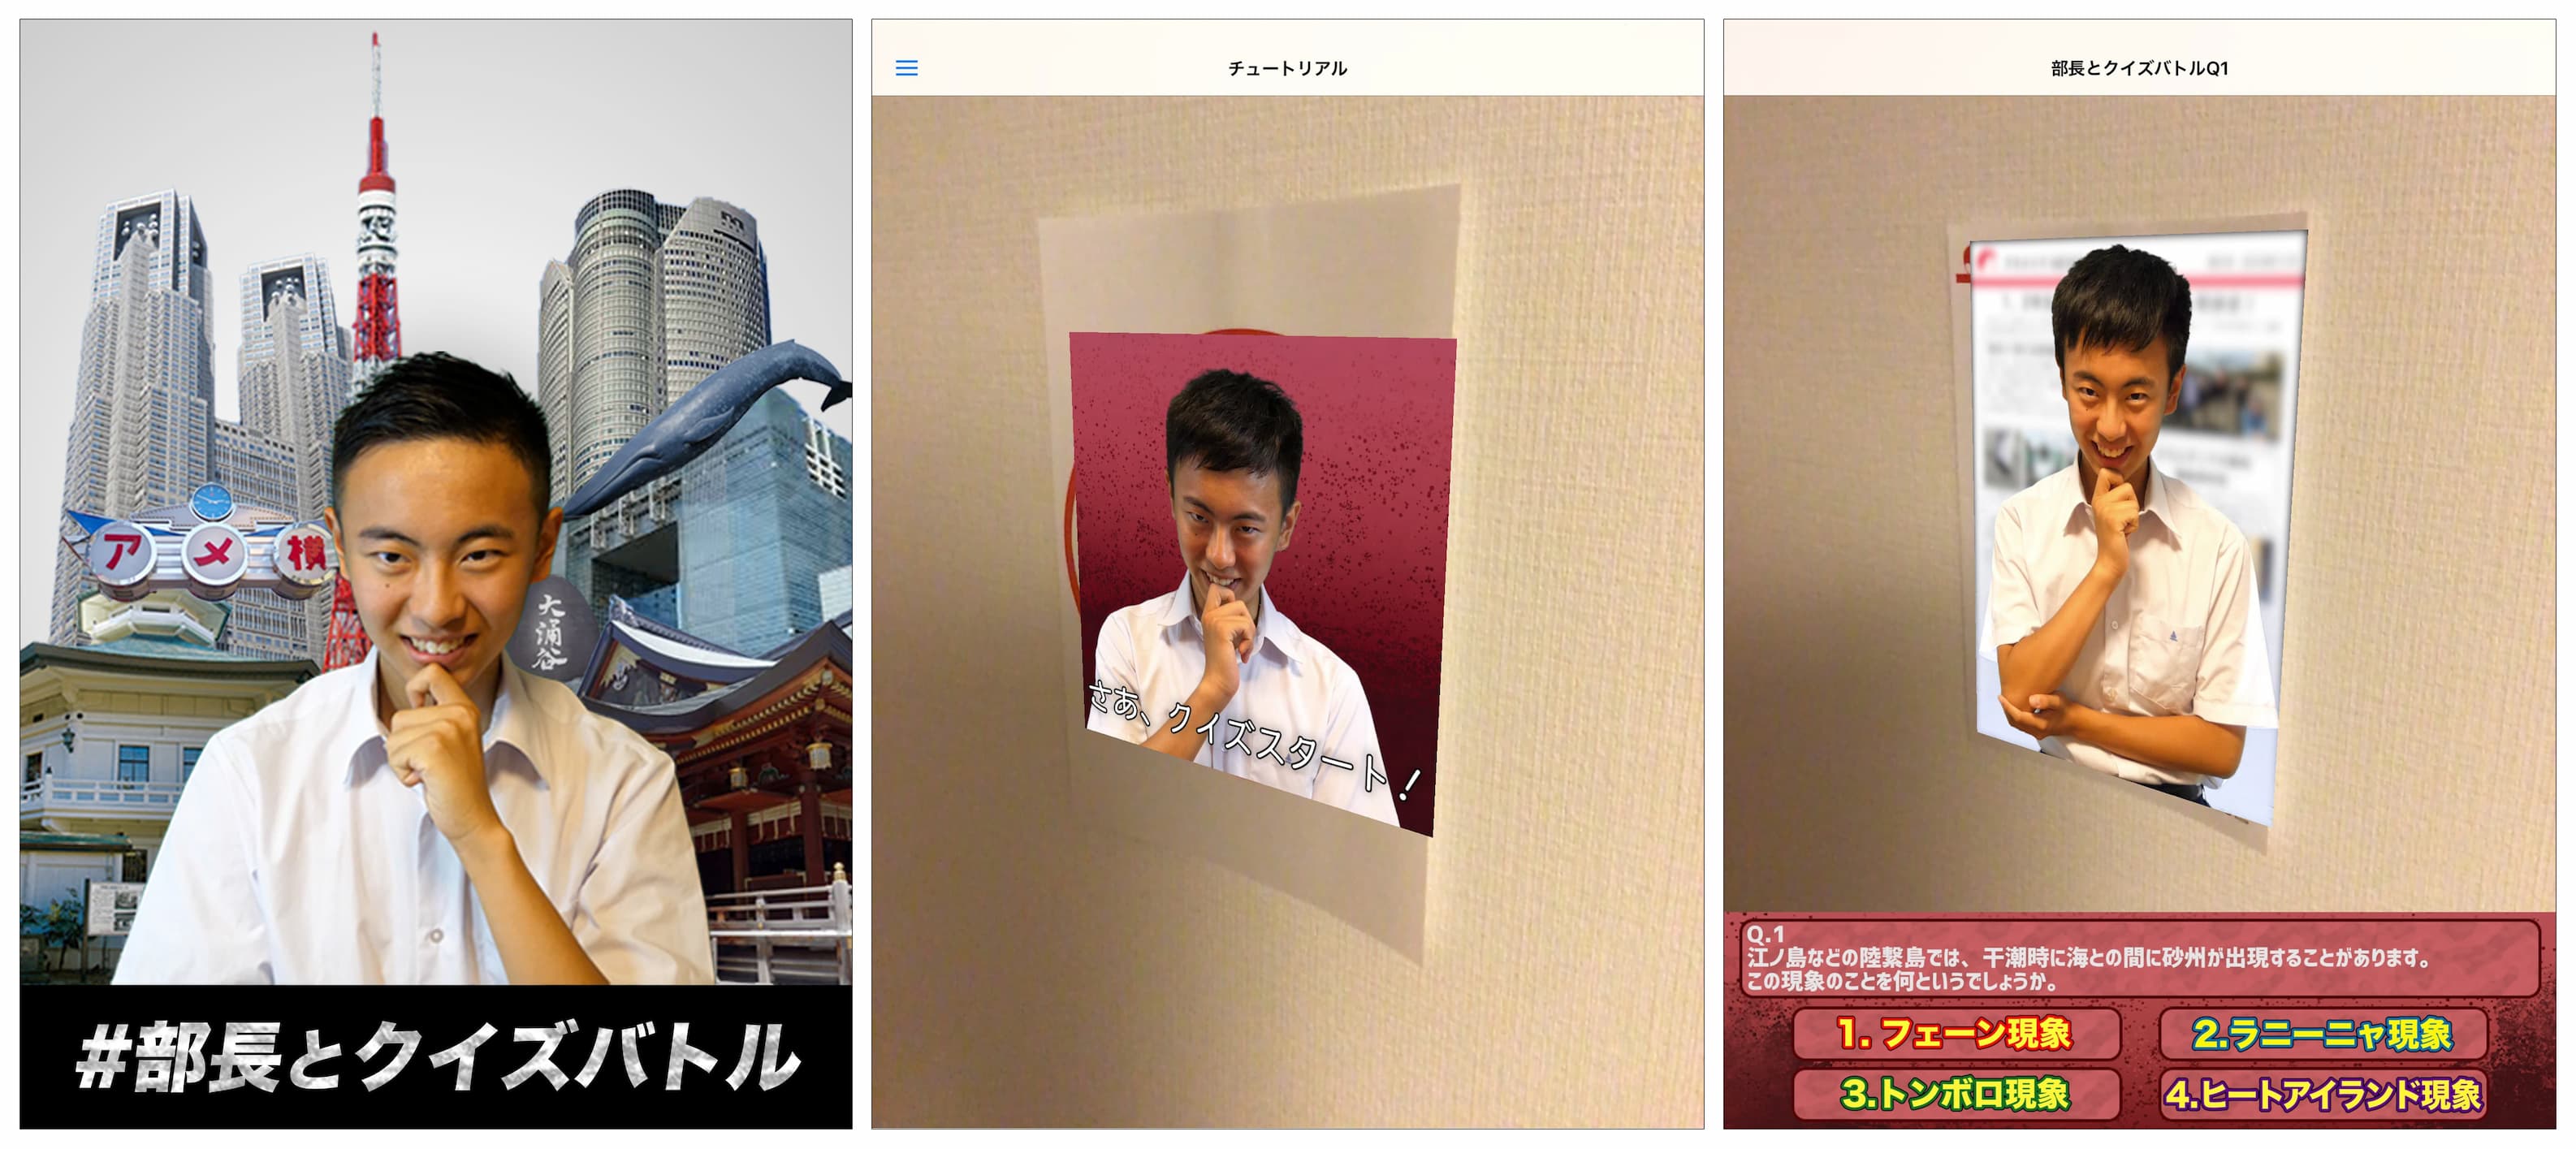 アメ横
大涌谷
#部長とクイズバトル
チュートリアル
さあ、クイズスタート！
部長とクイズバトルQ1
Q.1
江ノ島などの陸繋島では、干潮時に海との間に砂州が出現することがあります。
この現象のことを何というでしょうか。
1. フェーン現象
2.ラニーニャ現象
3.トンボロ現象
4.ヒートアイランド現象